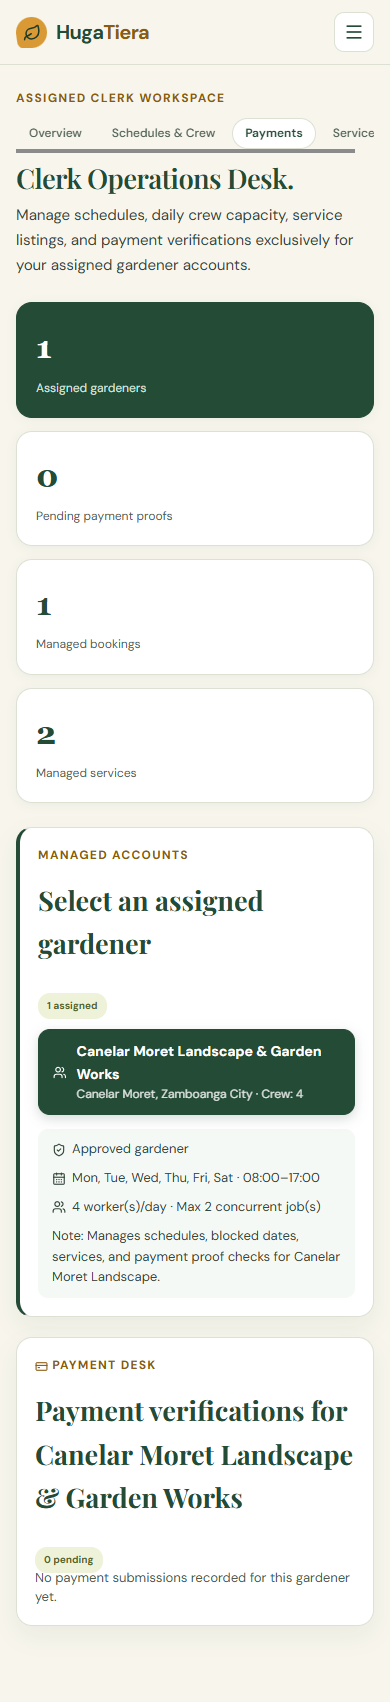 HugaTiera
ASSIGNED CLERK WORKSPACE
Overview Schedules & Crew Payments Service
Clerk Operations Desk.
Manage schedules, daily crew capacity, service
listings, and payment verifications exclusively for
your assigned gardener accounts.
1
Assigned gardeners
0
Pending payment proofs
1
Managed bookings
2
Managed services
MANAGED ACCOUNTS
Select an assigned
gardener
1 assigned
Canelar Moret Landscape & Garden
Works
Canelar Moret, Zamboanga City · Crew: 4
Approved gardener
Mon, Tue, Wed, Thu, Fri, Sat · 08:00–17:00
4 worker(s)/day · Max 2 concurrent job(s)
Note: Manages schedules, blocked dates,
services, and payment proof checks for Canelar
Moret Landscape.
PAYMENT DESK
Payment verifications for
Canelar Moret Landscape
& Garden Works
0 pending
No payment submissions recorded for this gardener
yet.